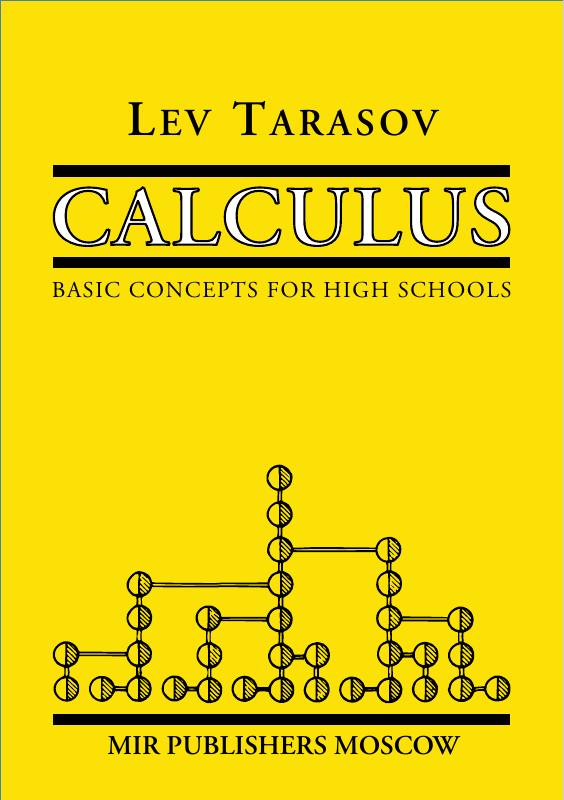 LEV TARASOV
CALCULUS
BASIC CONCEPTS FOR HIGH SCHOOLS
MIR PUBLISHERS MOSCOW